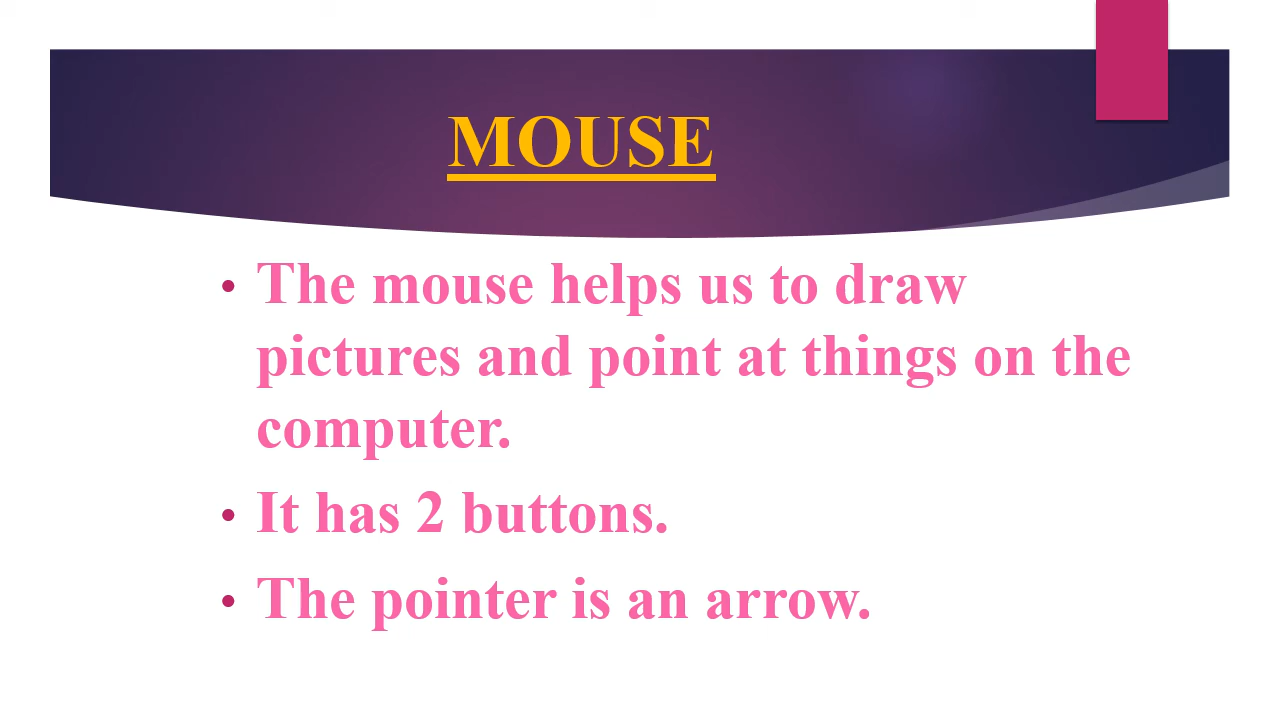 MOUSE
• The mouse helps us to draw
pictures and point at things on the
computer.
• It has 2 buttons.
• The pointer is an arrow.